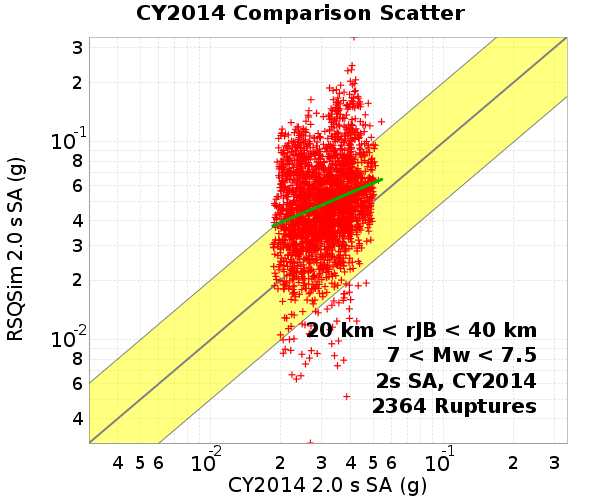 CY2014 Comparison Scatter
3
2
10-1
8
6
4
3
2
10-2
8
6
4
RSQSim 2.0 s SA (g)
20 km < rJB < 40 km
7 < Mw < 7.5
2s SA, CY2014
2364 Ruptures
4 5 6 10-2 2 3 4 5 6 10-1 2 3
CY2014 2.0 s SA (g)